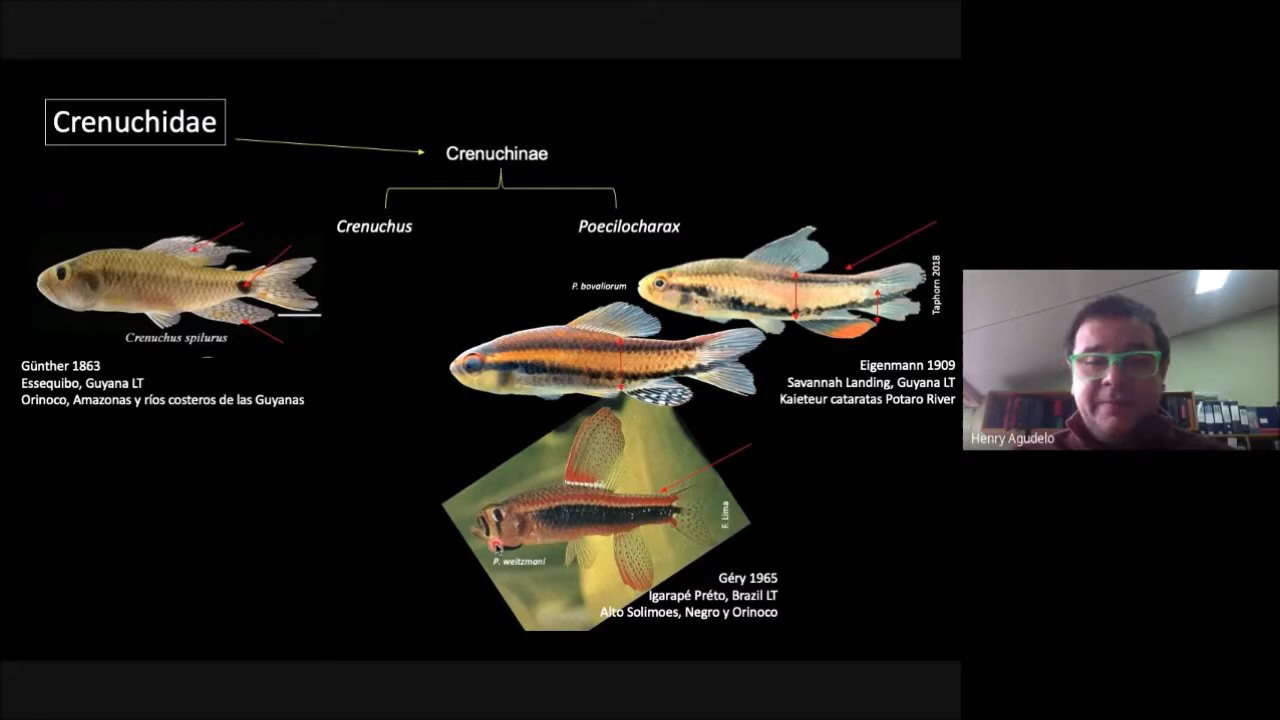 Crenuchidae
Crenuchinae
Crenuchus
Poecilocharax
P. bovaliorum
Taphorn 2018
Crenuchus spilurus
Günther 1863
Essequibo, Guyana LT
Orinoco, Amazonas y ríos costeros de las Guyanas
Eigenmann 1909
Savannah Landing, Guyana LT
Kaieteur cataratas Potaro River
Henry Agudelo
F. Lima
P. weitzmani
Géry 1965
Igarapé Préto, Brazil LT
Alto Solimoes, Negro y Orinoco